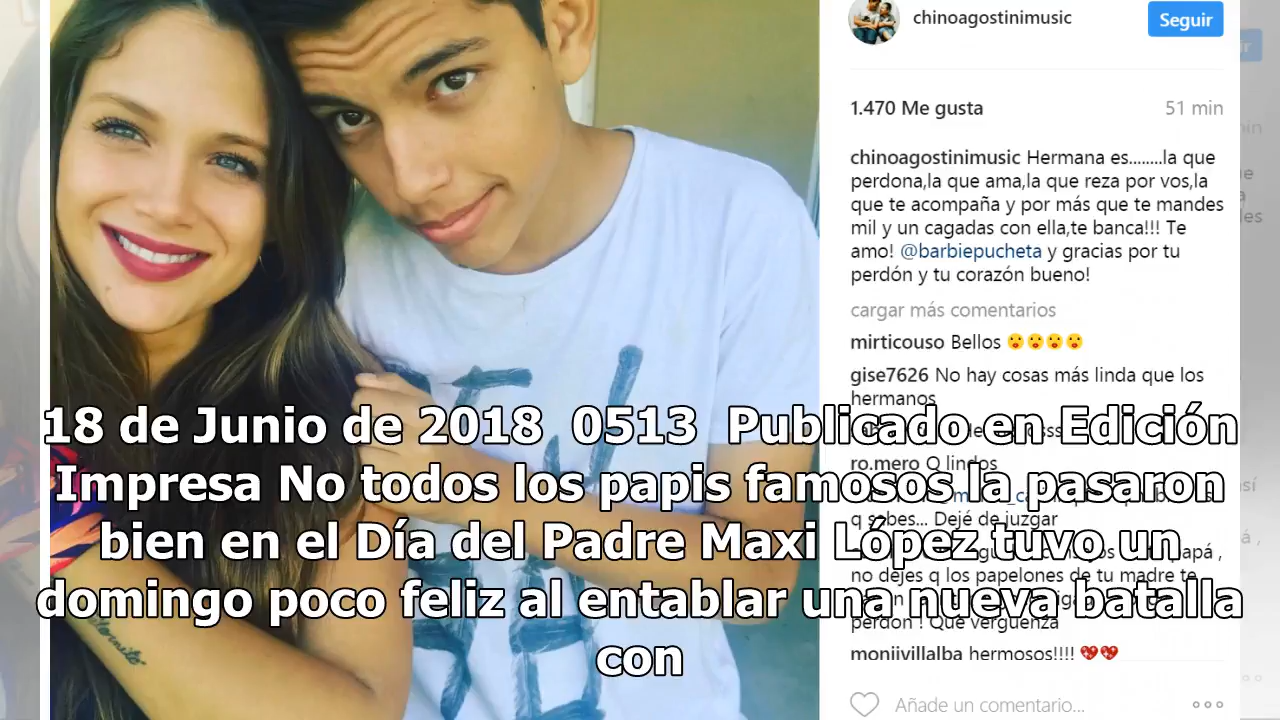 chinoagostinimusic
Seguir
1.470 Me gusta
51 min
chinoagostinimusic Hermana es........la que
perdona,la que ama,la que reza por vos,la
que te acompaña y por más que te mandes
mil y un cagadas con ella,te banca!!! Te
amo! @barbiepucheta y gracias por tu
perdón y tu corazón bueno!
cargar más comentarios
mirticouso Bellos 😮😮😮😮
gise7626 No hay cosas más linda que los
hermanos
18 de Junio de 2018 0513 Publicado en Edición
ro.mero Q lindos
Impresa No todos los papis famosos la pasaron
q sabes... Dejé de juzgar
bien en el Día del Padre Maxi López tuvo un
no dejes q los papelones de tu madre te
domingo poco feliz al entablar una nueva batalla
perdon ! Que verguenza
con
moniivillalba hermosos!!!! 💖💖
Añade un comentario...